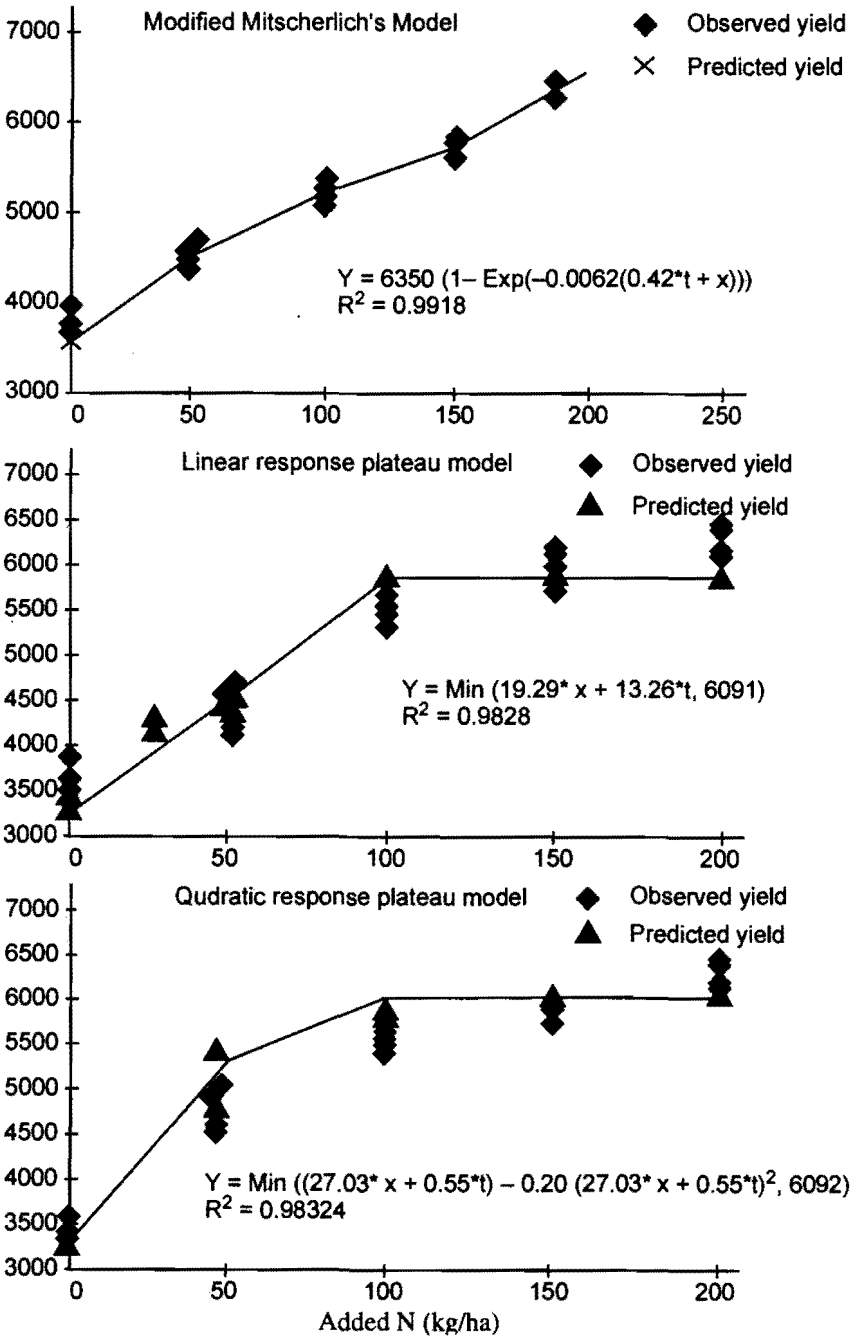 Modified Mitscherlich's Model
Observed yield
Predicted yield
7000
6000
5000
4000
3000
Y = 6350 (1– Exp(–0.0062(0.42*t + x)))
R² = 0.9918
0 50 100 150 200 250
Linear response plateau model
Observed yield
Predicted yield
7000
6500
6000
5500
5000
4500
4000
3500
3000
Y = Min (19.29* x + 13.26*t, 6091)
R² = 0.9828
0 50 100 150 200
Qudratic response plateau model
Observed yield
Predicted yield
7000
6500
6000
5500
5000
4500
4000
3500
3000
Y = Min ((27.03* x + 0.55*t) – 0.20 (27.03* x + 0.55*t)², 6092)
R² = 0.98324
0 50 100 150 200
Added N (kg/ha)